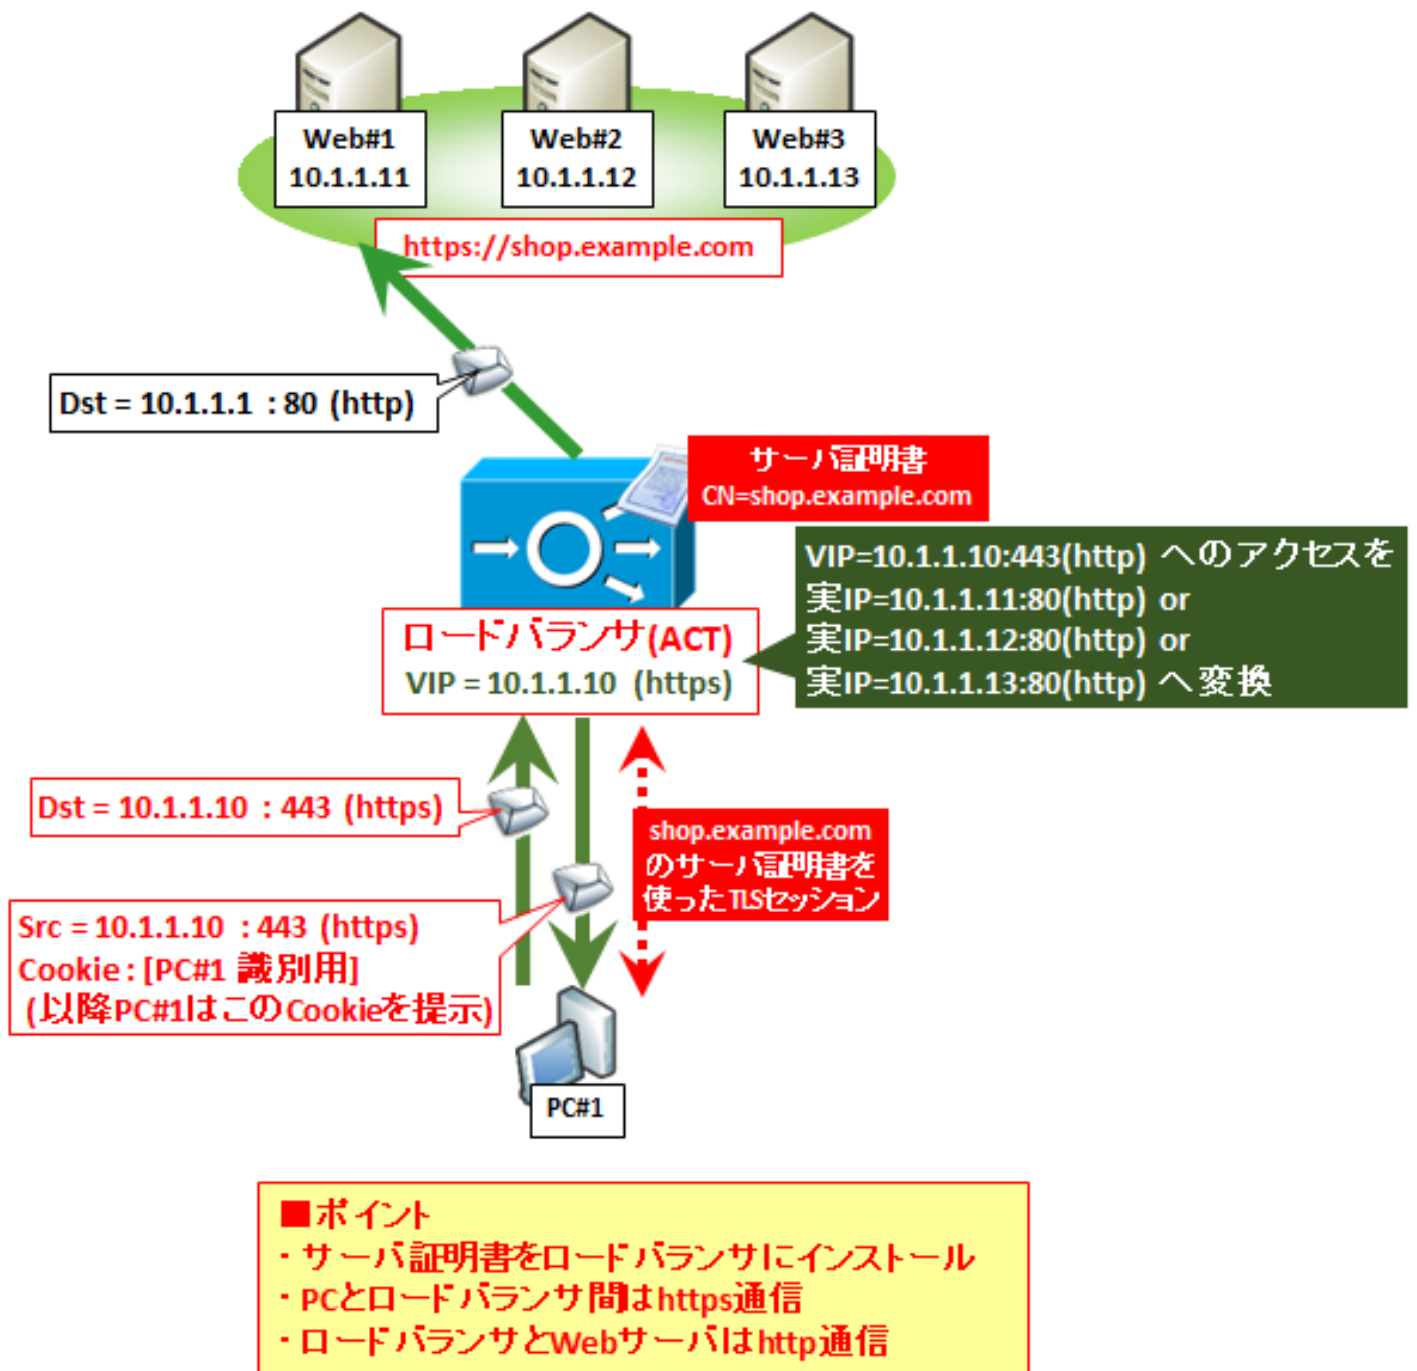 Web#1
10.1.1.11
Web#2
10.1.1.12
Web#3
10.1.1.13
https://shop.example.com
Dst = 10.1.1.1 : 80 (http)
サーバ証明書
CN=shop.example.com
VIP=10.1.1.10:443(http) へのアクセスを
実IP=10.1.1.11:80(http) or
実IP=10.1.1.12:80(http) or
実IP=10.1.1.13:80(http) へ変換
ロードバランサ(ACT)
VIP = 10.1.1.10 (https)
Dst = 10.1.1.10 : 443 (https)
shop.example.com
のサーバ証明書を
使ったTLSセッション
Src = 10.1.1.10 : 443 (https)
Cookie : [PC#1 識別用]
(以降PC#1はこのCookieを提示)
PC#1
■ポイント
・サーバ証明書をロードバランサにインストール
・PCとロードバランサ間はhttps通信
・ロードバランサとWebサーバはhttp通信